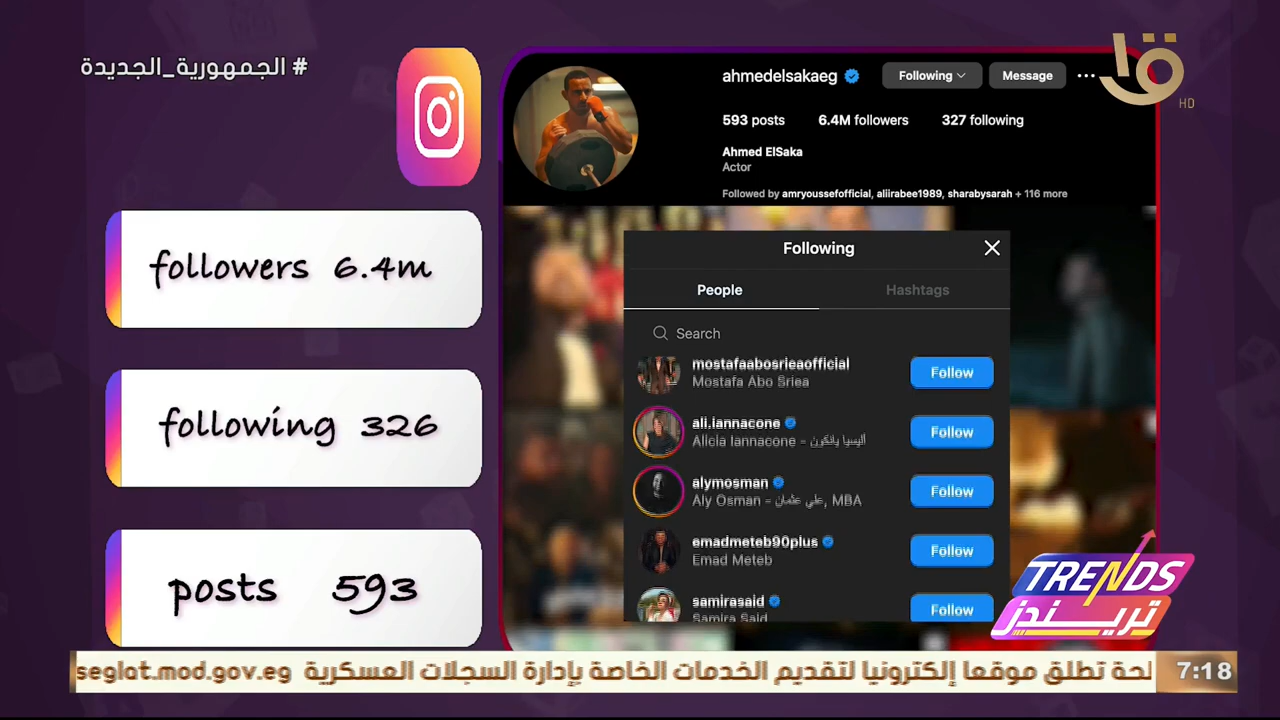 # الجمهورية_الجديدة
HD
followers 6.4m
following 326
posts 593
ahmedelsakaeg
Following
Message
593 posts
6.4M followers
327 following
Ahmed ElSaka
Actor
Followed by amryoussefofficial, aliirabee1989, sharabysarah + 116 more
Following
People
Hashtags
Search
mostafaabosrieaofficial
Mostafa Abo Sriea
Follow
ali.iannacone
Alicia Iannacone - أليسيا يانكون
Follow
alymosman
Aly Osman - علي عثمان, MBA
Follow
emadmeteb90plus
Emad Meteb
Follow
samirasaid
Samira Said
Follow
TRENDS
تريندز
لحة تطلق موقعا إلكترونيا لتقديم الخدمات الخاصة بإدارة السجلات العسكرية seglat.mod.gov.eg
7:18